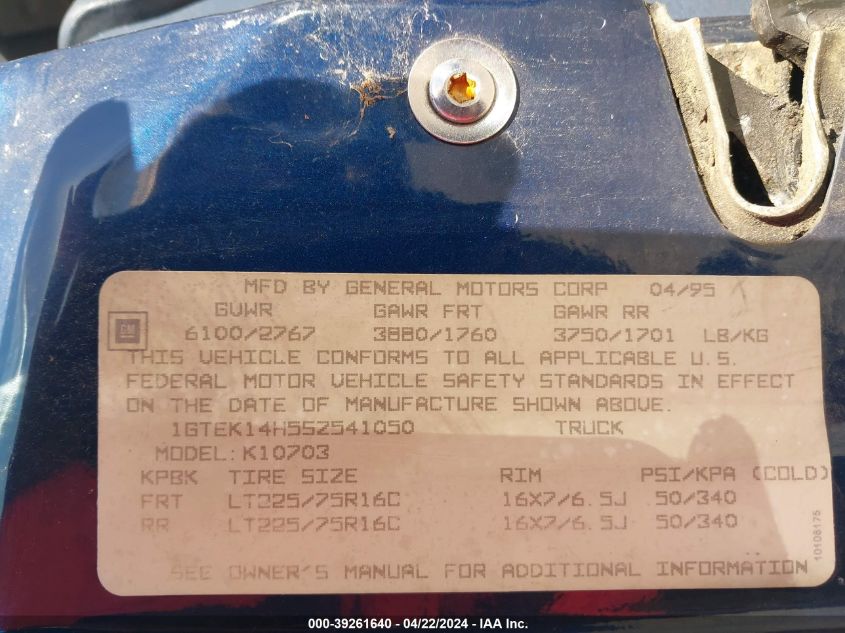 MFD BY GENERAL MOTORS CORP 04/95
GVWR GAWR FRT GAWR RR
GM
6100/2767 3880/1760 3750/1701 LB/KG
THIS VEHICLE CONFORMS TO ALL APPLICABLE U.S.
FEDERAL MOTOR VEHICLE SAFETY STANDARDS IN EFFECT
ON THE DATE OF MANUFACTURE SHOWN ABOVE.
1GTEK14H5SZ541050 TRUCK
MODEL: K10703
KPBK TIRE SIZE RIM PSI/KPA (COLD)
FRT LT225/75R16C 16X7/6.5J 50/340
RR LT225/75R16C 16X7/6.5J 50/340
SEE OWNER'S MANUAL FOR ADDITIONAL INFORMATION
10108175
000-39261640 - 04/22/2024 - IAA Inc.